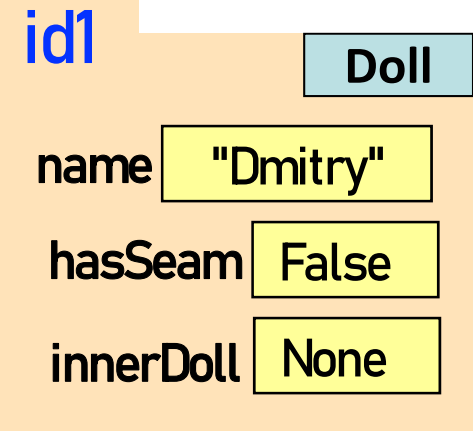 id1
Doll
name "Dmitry"
hasSeam False
innerDoll None